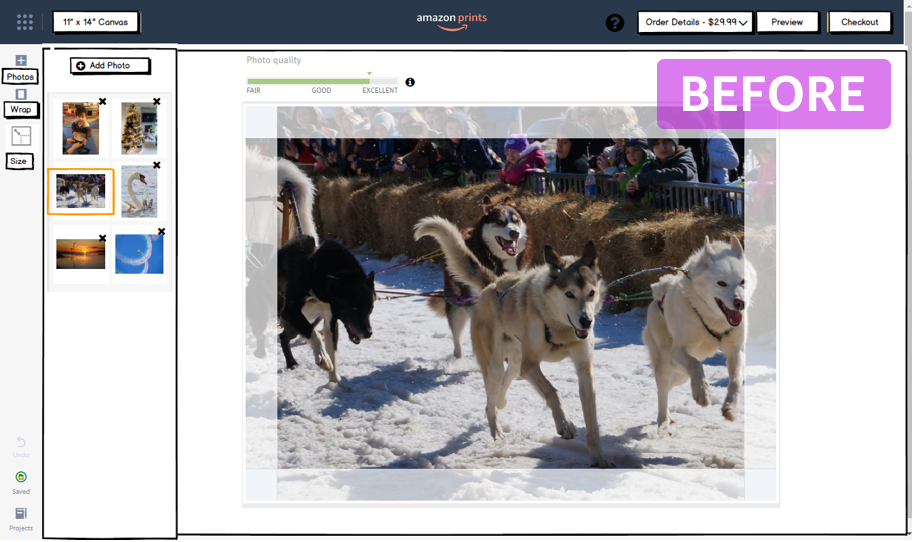 11" x 14" Canvas
amazon prints
?
Order Details - $29.99
Preview
Checkout
Photos
Wrap
Size
Undo
Saved
Projects
Add Photo
Photo quality
FAIR
GOOD
EXCELLENT
BEFORE